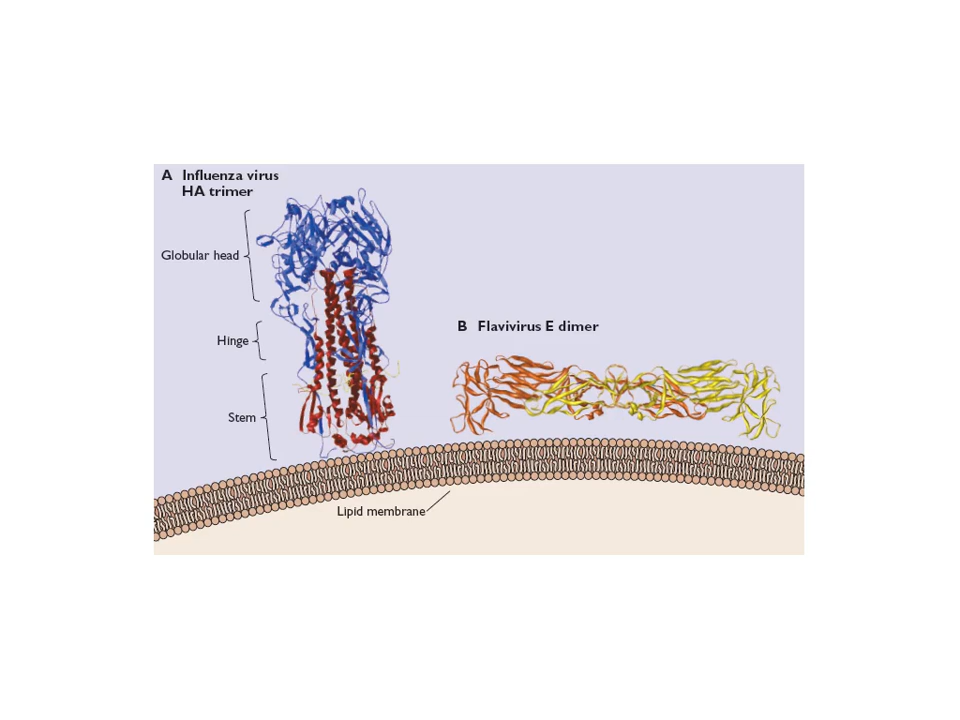 A Influenza virus
HA trimer
Globular head
Hinge
Stem
B Flavivirus E dimer
Lipid membrane